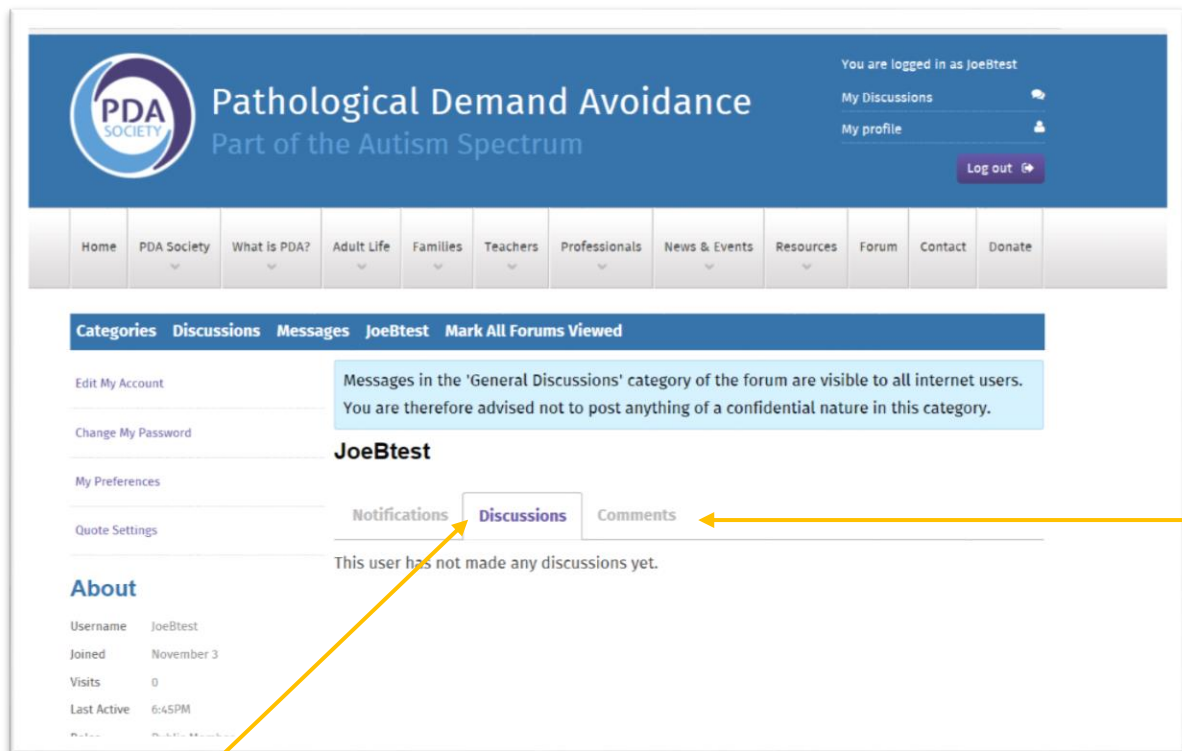 PDA
SOCIETY
Pathological Demand Avoidance
Part of the Autism Spectrum
You are logged in as JoeBtest
My Discussions
My profile
Log out
Home PDA Society What is PDA? Adult Life Families Teachers Professionals News & Events Resources Forum Contact Donate
Categories Discussions Messages JoeBtest Mark All Forums Viewed
Edit My Account
Change My Password
My Preferences
Quote Settings
Messages in the 'General Discussions' category of the forum are visible to all internet users.
You are therefore advised not to post anything of a confidential nature in this category.
JoeBtest
Notifications Discussions Comments
This user has not made any discussions yet.
About
Username JoeBtest
Joined November 3
Visits 0
Last Active 6:45PM